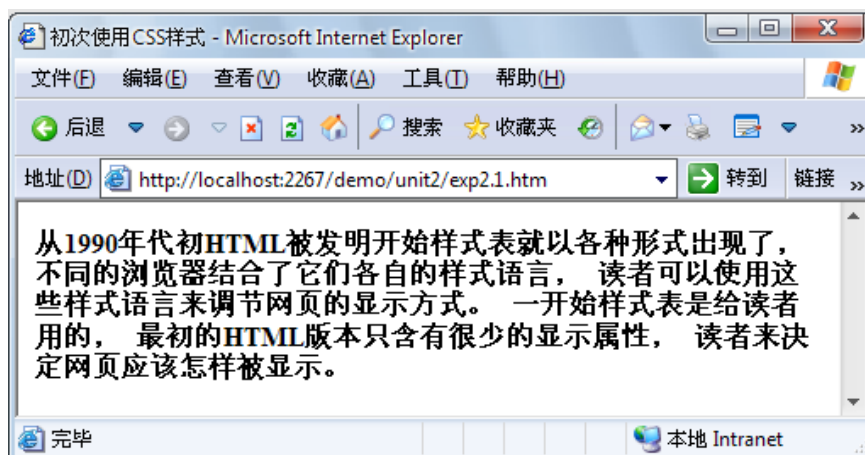 初次使用CSS样式 - Microsoft Internet Explorer
文件(F) 编辑(E) 查看(V) 收藏(A) 工具(T) 帮助(H)
后退 搜索 收藏夹 »
地址(D) http://localhost:2267/demo/unit2/exp2.1.htm 转到 链接 »
从1990年代初HTML被发明开始样式表就以各种形式出现了，
不同的浏览器结合了它们各自的样式语言， 读者可以使用这
些样式语言来调节网页的显示方式。 一开始样式表是给读者
用的， 最初的HTML版本只含有很少的显示属性， 读者来决
定网页应该怎样被显示。
完毕 本地 Intranet